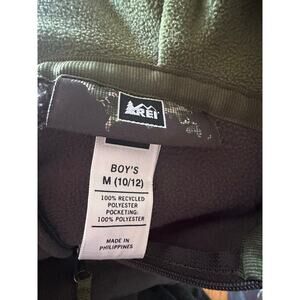 REI
BOY'S
M (10/12)
100% RECYCLED
POLYESTER
POCKETING:
100% POLYESTER
MADE IN
PHILIPPINES